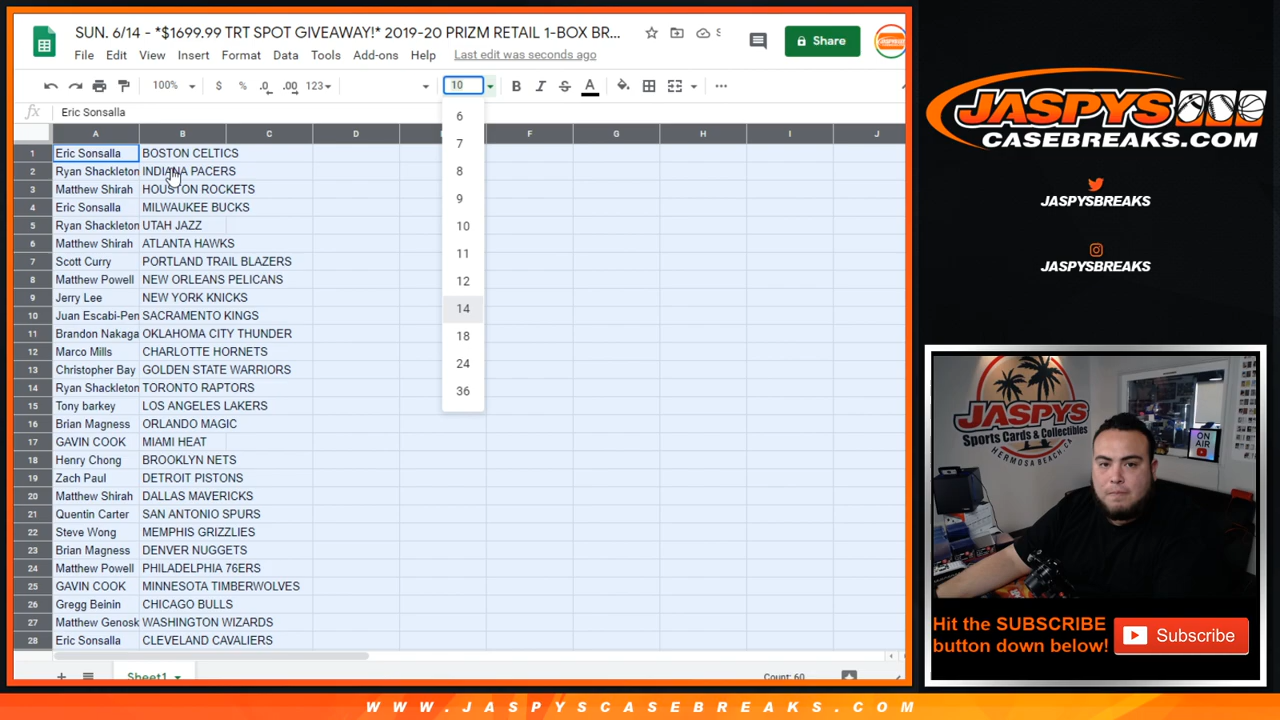 SUN. 6/14 - *$1699.99 TRT SPOT GIVEAWAY!* 2019-20 PRIZM RETAIL 1-BOX BR...
File Edit View Insert Format Data Tools Add-ons Help Last edit was seconds ago
Share
100% $ % .0 .00 123 10 B I S A
fx Eric Sonsalla
A B C D F G H I J
1 Eric Sonsalla BOSTON CELTICS
2 Ryan Shackleton INDIANA PACERS
3 Matthew Shirah HOUSTON ROCKETS
4 Eric Sonsalla MILWAUKEE BUCKS
5 Ryan Shackleton UTAH JAZZ
6 Matthew Shirah ATLANTA HAWKS
7 Scott Curry PORTLAND TRAIL BLAZERS
8 Matthew Powell NEW ORLEANS PELICANS
9 Jerry Lee NEW YORK KNICKS
10 Juan Escabi-Pen SACRAMENTO KINGS
11 Brandon Nakaga OKLAHOMA CITY THUNDER
12 Marco Mills CHARLOTTE HORNETS
13 Christopher Bay GOLDEN STATE WARRIORS
14 Ryan Shackleton TORONTO RAPTORS
15 Tony barkey LOS ANGELES LAKERS
16 Brian Magness ORLANDO MAGIC
17 GAVIN COOK MIAMI HEAT
18 Henry Chong BROOKLYN NETS
19 Zach Paul DETROIT PISTONS
20 Matthew Shirah DALLAS MAVERICKS
21 Quentin Carter SAN ANTONIO SPURS
22 Steve Wong MEMPHIS GRIZZLIES
23 Brian Magness DENVER NUGGETS
24 Matthew Powell PHILADELPHIA 76ERS
25 GAVIN COOK MINNESOTA TIMBERWOLVES
26 Gregg Beinin CHICAGO BULLS
27 Matthew Genosk WASHINGTON WIZARDS
28 Eric Sonsalla CLEVELAND CAVALIERS
6
7
8
9
10
11
12
14
18
24
36
Sheet1
Count: 60
JASPYS
CASEBREAKS.COM
JASPYSBREAKS
JASPYSBREAKS
JASPYS
Sports Cards & Collectibles
HERMOSA BEACH, CA
ON
AIR
Hit the SUBSCRIBE
button down below!
Subscribe
WWW.JASPYSCASEBREAKS.COM